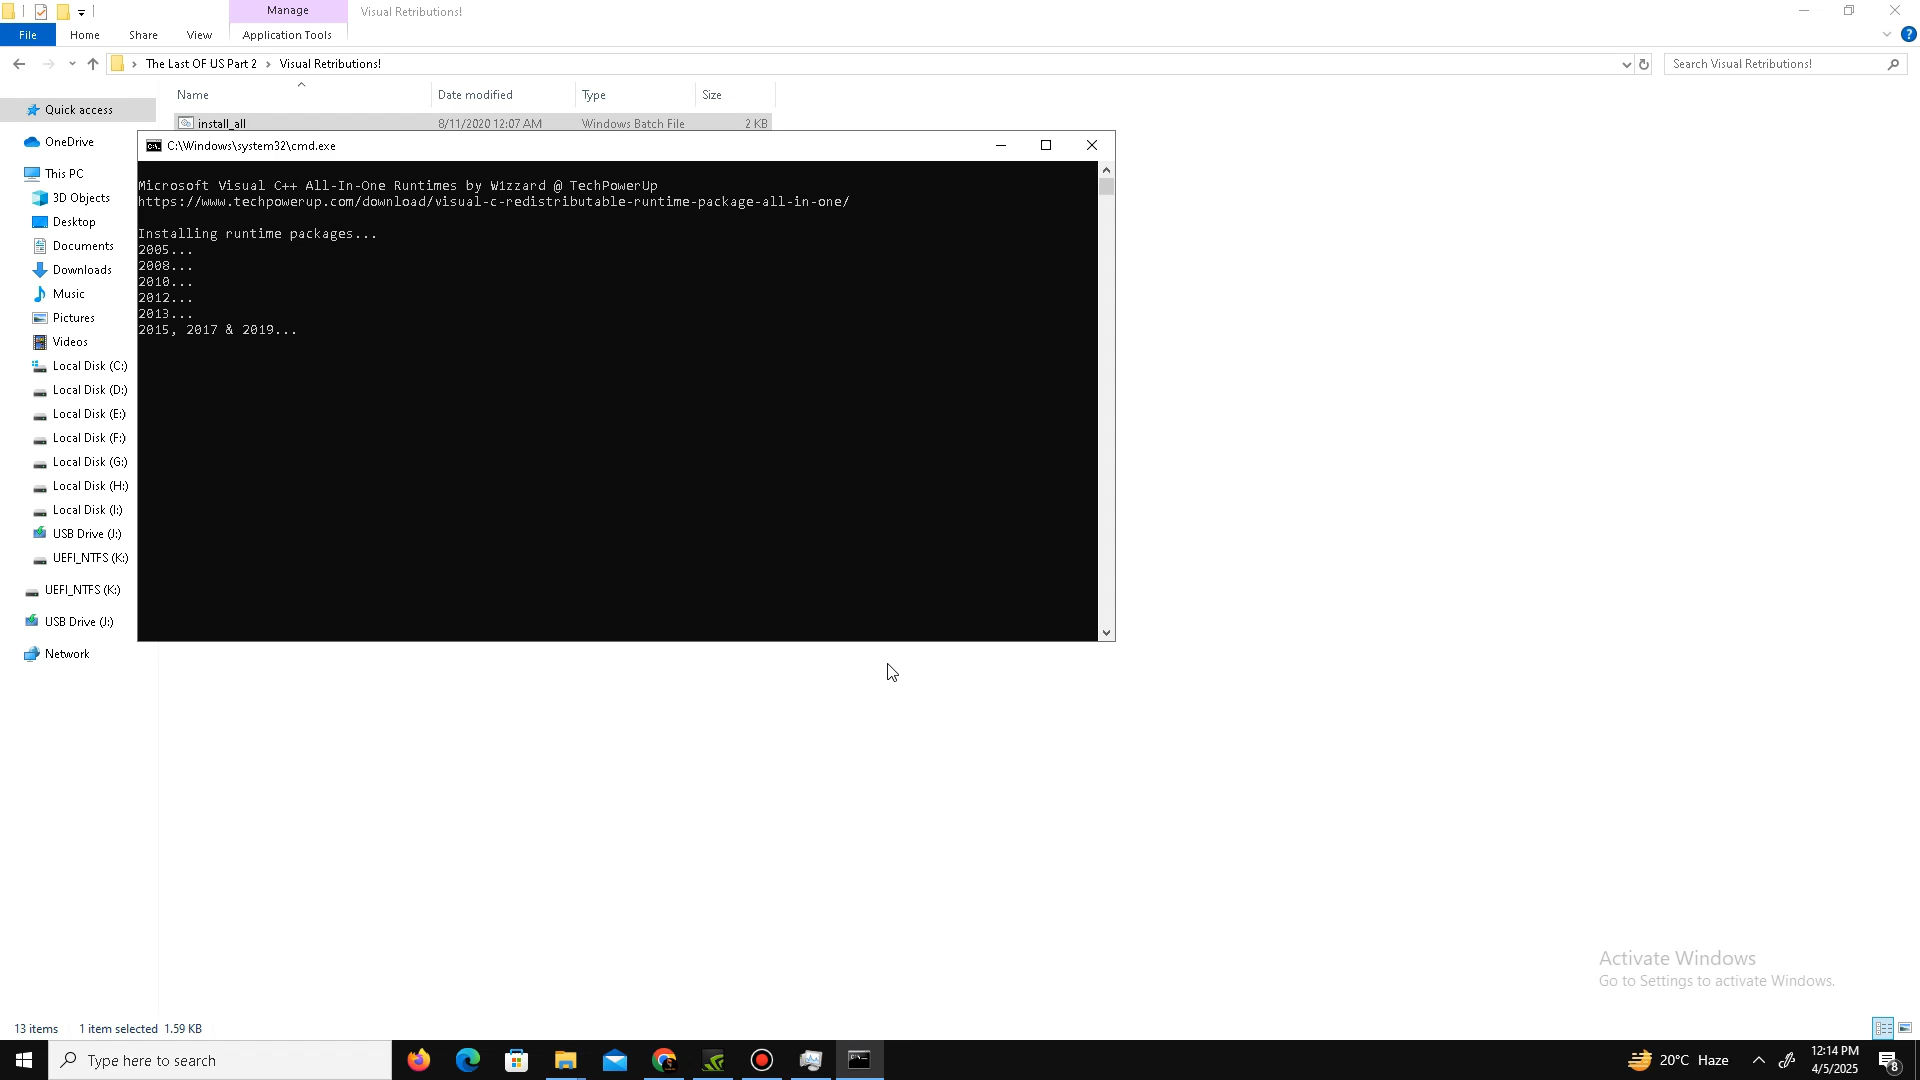 Manage
Visual Retributions!
File
Home
Share
View
Application Tools
The Last OF US Part 2 > Visual Retributions!
Search Visual Retributions!
Name
Date modified
Type
Size
install_all
8/11/2020 12:07 AM
Windows Batch File
2 KB
Quick access
OneDrive
This PC
3D Objects
Desktop
Documents
Downloads
Music
Pictures
Videos
Local Disk (C:)
Local Disk (D:)
Local Disk (E:)
Local Disk (F:)
Local Disk (G:)
Local Disk (H:)
Local Disk (I:)
USB Drive (J:)
UEFI_NTFS (K:)
UEFI_NTFS (K:)
USB Drive (J:)
Network
C:\Windows\system32\cmd.exe
Microsoft Visual C++ All-In-One Runtimes by W1zzard @ TechPowerUp
https://www.techpowerup.com/download/visual-c-redistributable-runtime-package-all-in-one/
Installing runtime packages...
2005...
2008...
2010...
2012...
2013...
2015, 2017 & 2019...
Activate Windows
Go to Settings to activate Windows.
13 items
1 item selected 1.59 KB
Type here to search
20°C Haze
12:14 PM
4/5/2025
8